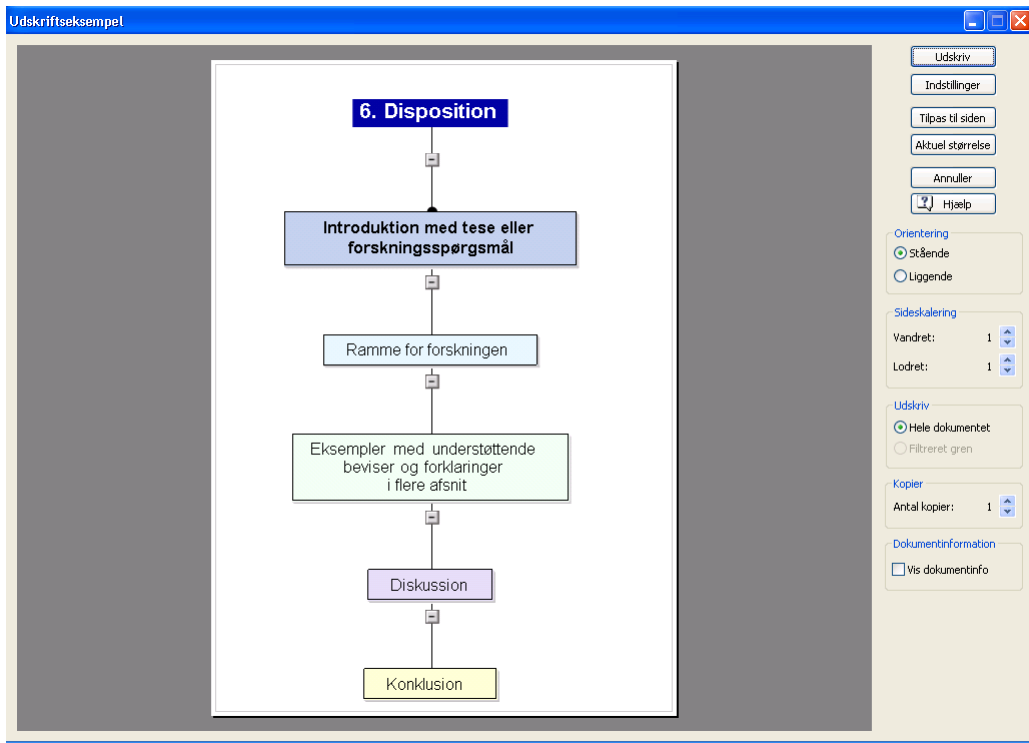 Udskriftseksempel
6. Disposition
Introduktion med tese eller
forskningsspørgsmål
Ramme for forskningen
Eksempler med understøttende
beviser og forklaringer
i flere afsnit
Diskussion
Konklusion
Udskriv
Indstillinger
Tilpas til siden
Aktuel størrelse
Annuller
Hjælp
Orientering
Stående
Liggende
Sideskalering
Vandret: 1
Lodret: 1
Udskriv
Hele dokumentet
Filtreret gren
Kopier
Antal kopier: 1
Dokumentinformation
Vis dokumentinfo